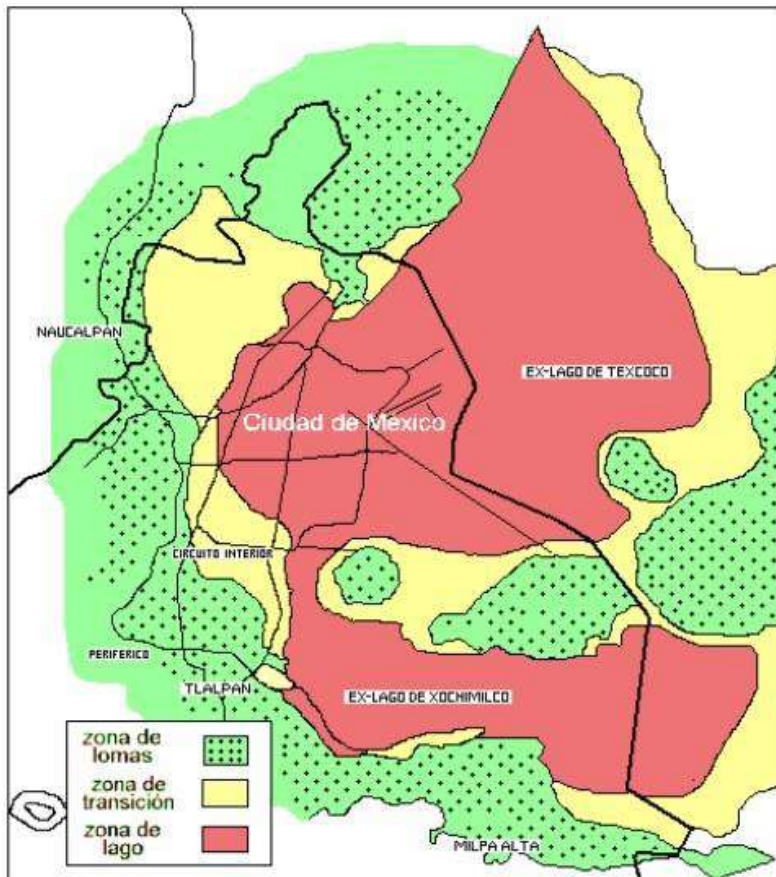 NAUCALPAN
EX-LAGO DE TEXCOCO
Ciudad de México
CIRCUITO INTERIOR
PERIFERICO
TLALPAN
EX-LAGO DE XOCHIMILCO
zona de
lomas
zona de
transición
zona de
lago
MILPA ALTA